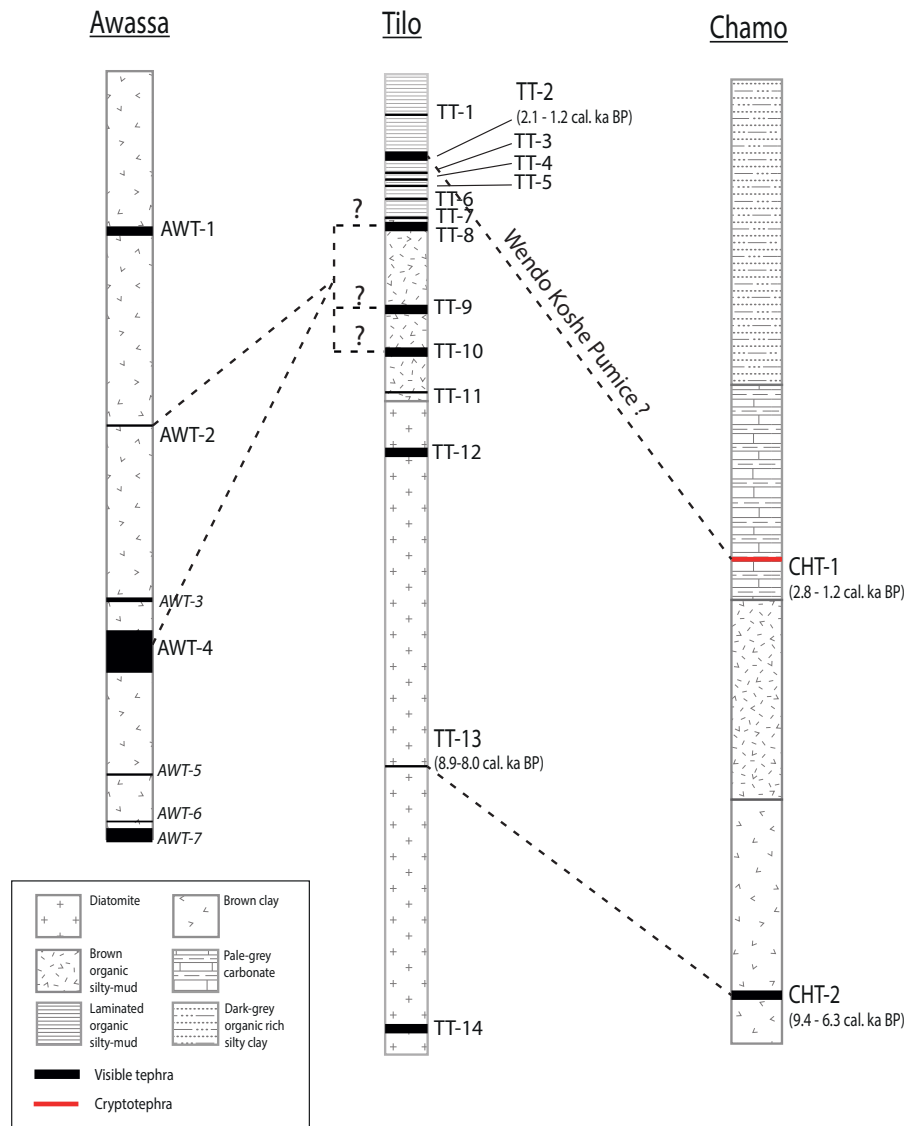 Awassa
Tilo
Chamo
TT-1
TT-2
(2.1 - 1.2 cal. ka BP)
TT-3
TT-4
TT-5
TT-6
TT-7
TT-8
?
?
?
TT-9
TT-10
TT-11
TT-12
TT-13
(8.9-8.0 cal. ka BP)
TT-14
AWT-1
AWT-2
AWT-3
AWT-4
AWT-5
AWT-6
AWT-7
Wendo Koshe Pumice ?
CHT-1
(2.8 - 1.2 cal. ka BP)
CHT-2
(9.4 - 6.3 cal. ka BP)
Diatomite
Brown clay
Brown
organic
silty-mud
Pale-grey
carbonate
Laminated
organic
silty-mud
Dark-grey
organic rich
silty clay
Visible tephra
Cryptotephra